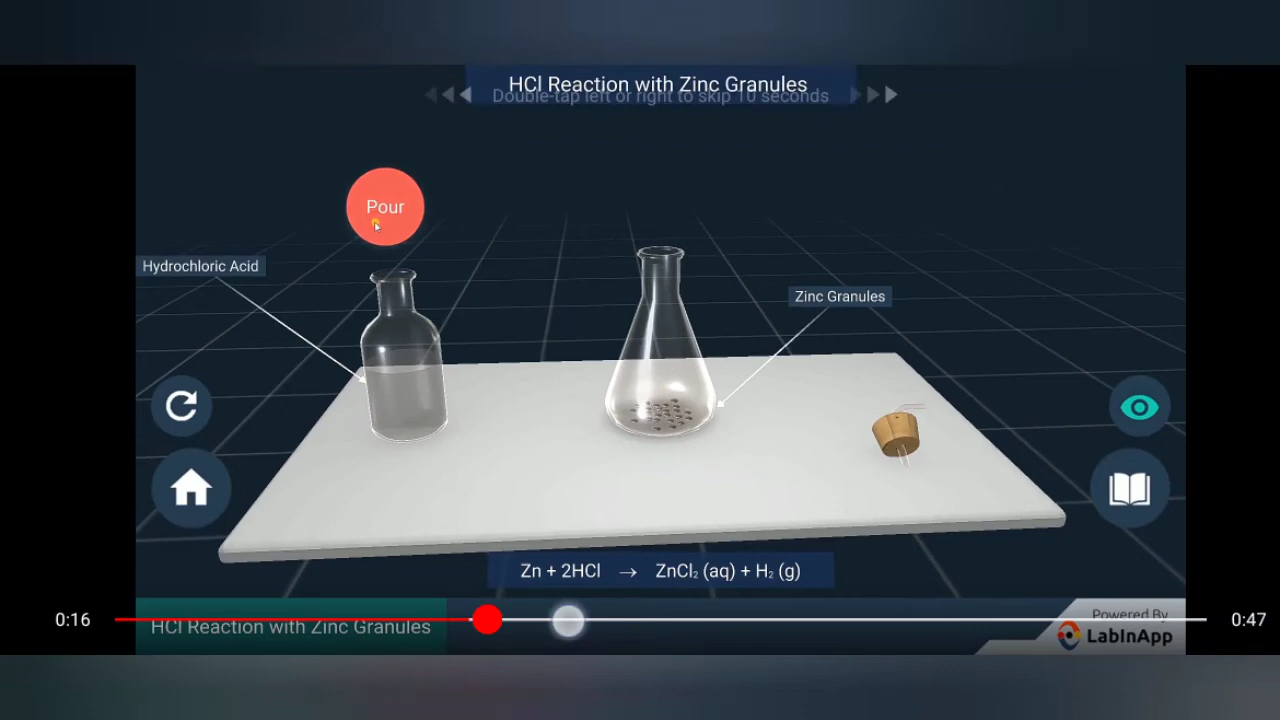 HCl Reaction with Zinc Granules
Double-tap left or right to skip 10 seconds
Pour
Hydrochloric Acid
Zinc Granules
Zn + 2HCl → ZnCl₂ (aq) + H₂ (g)
0:16
0:47
HCl Reaction with Zinc Granules
Powered By
LabInApp